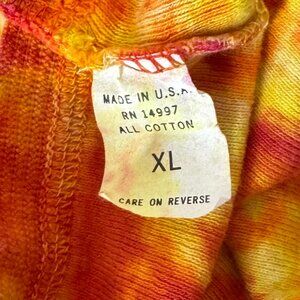 MADE IN U.S.A.
RN 14997
ALL COTTON
XL
CARE ON REVERSE